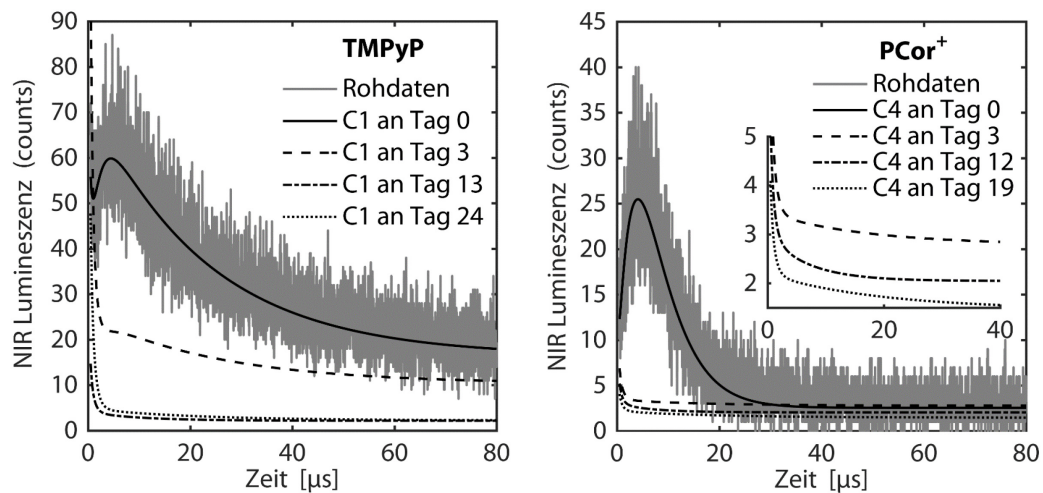 TMPyP
Rohdaten
C1 an Tag 0
C1 an Tag 3
C1 an Tag 13
C1 an Tag 24
NIR Lumineszenz (counts)
90
80
70
60
50
40
30
20
10
0
0 20 40 60 80
Zeit [µs]
PCor+
Rohdaten
C4 an Tag 0
C4 an Tag 3
C4 an Tag 12
C4 an Tag 19
NIR Lumineszenz (counts)
45
40
35
30
25
20
15
10
5
0
5
4
3
2
0 20 40
0 20 40 60 80
Zeit [µs]